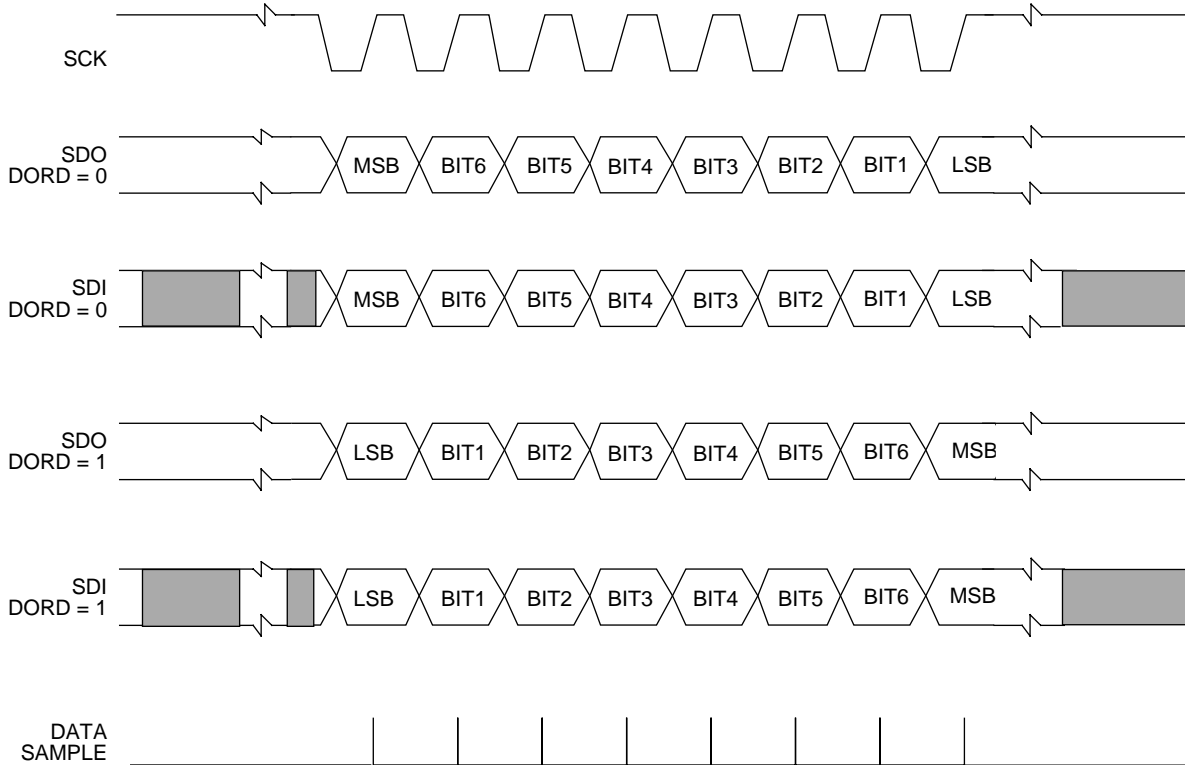 SCK
SDO
DORD = 0
MSB BIT6 BIT5 BIT4 BIT3 BIT2 BIT1 LSB
SDI
DORD = 0
MSB BIT6 BIT5 BIT4 BIT3 BIT2 BIT1 LSB
SDO
DORD = 1
LSB BIT1 BIT2 BIT3 BIT4 BIT5 BIT6 MSB
SDI
DORD = 1
LSB BIT1 BIT2 BIT3 BIT4 BIT5 BIT6 MSB
DATA
SAMPLE